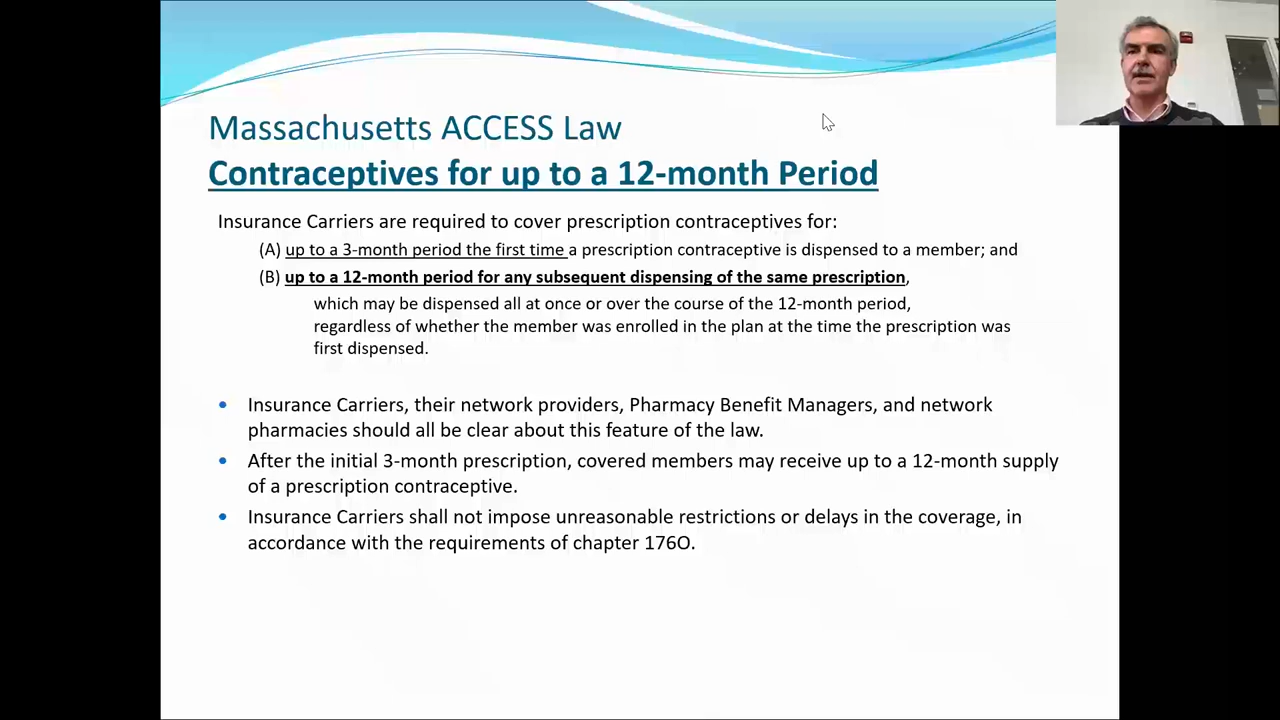 Massachusetts ACCESS Law
Contraceptives for up to a 12-month Period
Insurance Carriers are required to cover prescription contraceptives for:
(A) up to a 3-month period the first time a prescription contraceptive is dispensed to a member; and
(B) up to a 12-month period for any subsequent dispensing of the same prescription,
which may be dispensed all at once or over the course of the 12-month period,
regardless of whether the member was enrolled in the plan at the time the prescription was
first dispensed.
• Insurance Carriers, their network providers, Pharmacy Benefit Managers, and network
pharmacies should all be clear about this feature of the law.
• After the initial 3-month prescription, covered members may receive up to a 12-month supply
of a prescription contraceptive.
• Insurance Carriers shall not impose unreasonable restrictions or delays in the coverage, in
accordance with the requirements of chapter 176O.